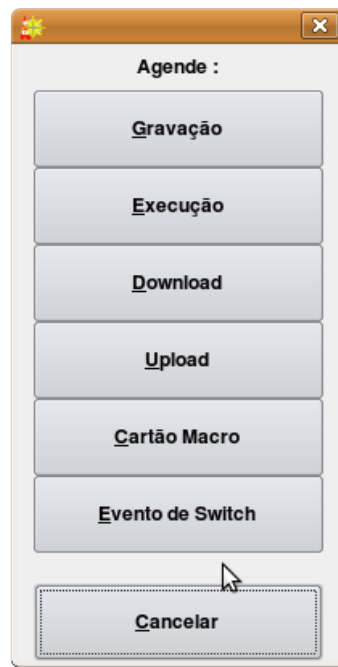 Agende :
Gravação
Execução
Download
Upload
Cartão Macro
Evento de Switch
Cancelar